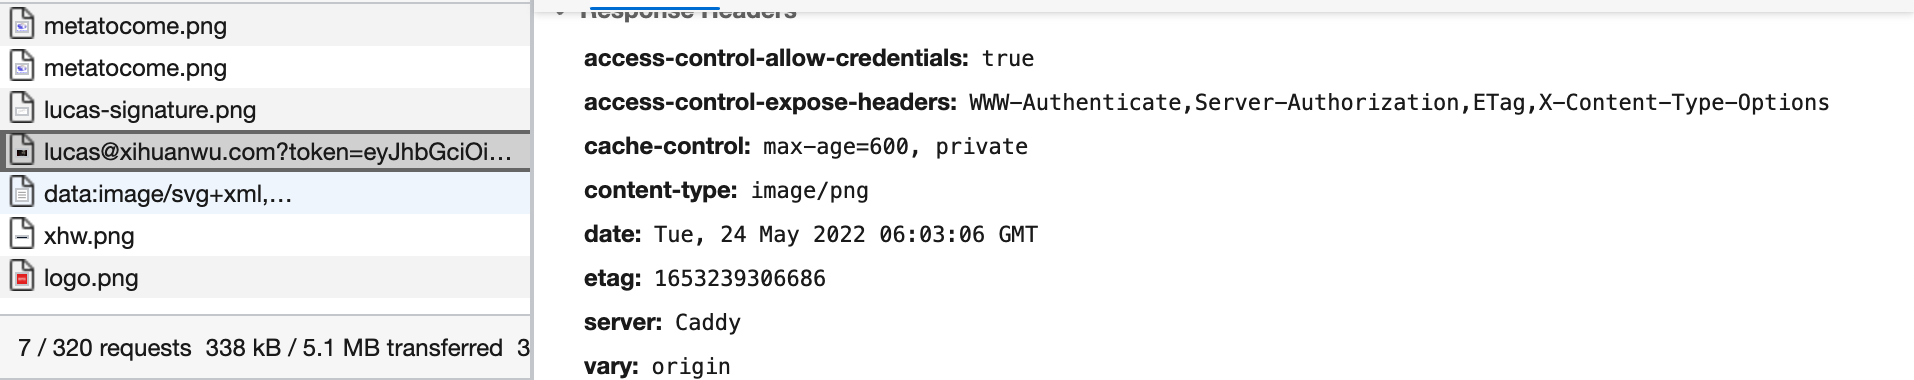 metatocome.png
metatocome.png
lucas-signature.png
lucas@xihuanwu.com?token=eyJhbGciOi...
data:image/svg+xml,...
xhw.png
logo.png
7 / 320 requests 338 kB / 5.1 MB transferred 3
Response Headers
access-control-allow-credentials: true
access-control-expose-headers: WWW-Authenticate,Server-Authorization,ETag,X-Content-Type-Options
cache-control: max-age=600, private
content-type: image/png
date: Tue, 24 May 2022 06:03:06 GMT
etag: 1653239306686
server: Caddy
vary: origin